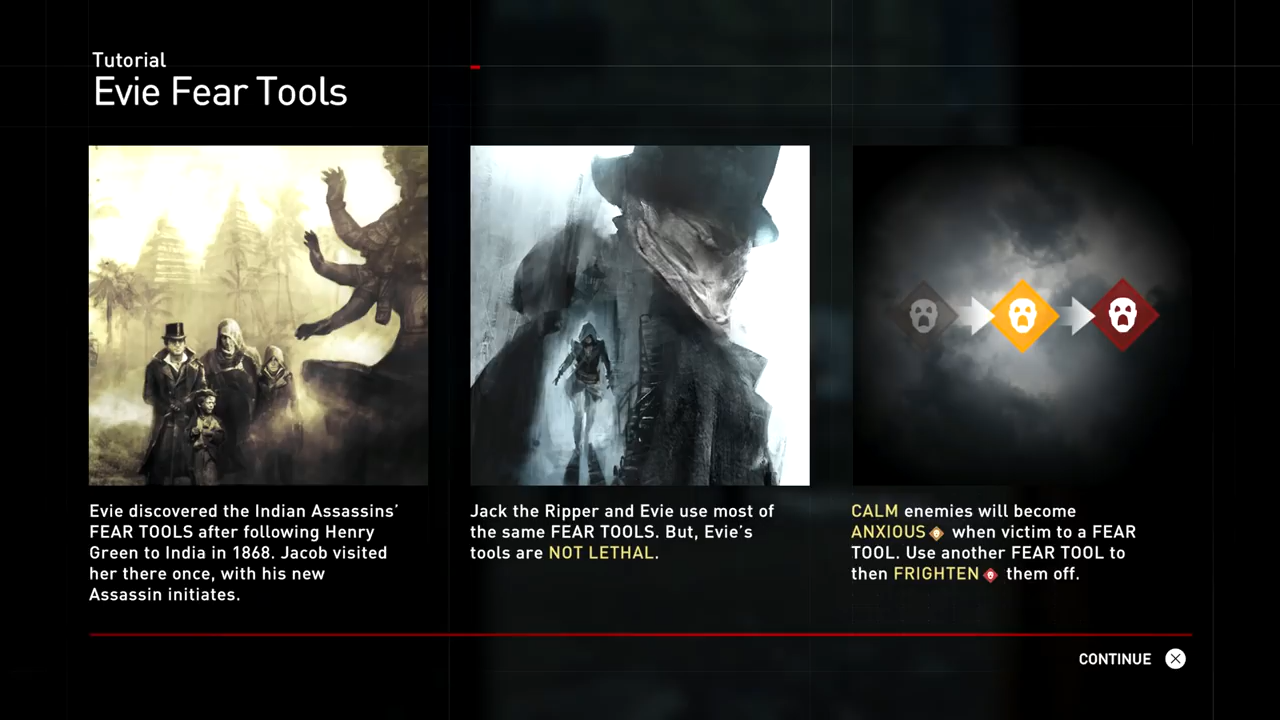 Tutorial
Evie Fear Tools
Evie discovered the Indian Assassins'
FEAR TOOLS after following Henry
Green to India in 1868. Jacob visited
her there once, with his new
Assassin initiates.
Jack the Ripper and Evie use most of
the same FEAR TOOLS. But, Evie's
tools are NOT LETHAL.
CALM enemies will become
ANXIOUS when victim to a FEAR
TOOL. Use another FEAR TOOL to
then FRIGHTEN them off.
CONTINUE